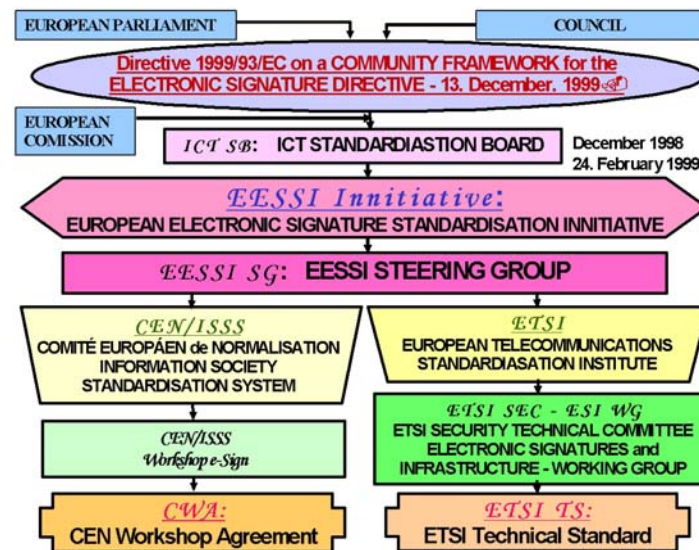 EUROPEAN PARLIAMENT
COUNCIL
Directive 1999/93/EC on a COMMUNITY FRAMEWORK for the
ELECTRONIC SIGNATURE DIRECTIVE - 13. December. 1999
EUROPEAN
COMISSION
ICT SB: ICT STANDARDIASTION BOARD
December 1998
24. February 1999
EESSI Innitiative:
EUROPEAN ELECTRONIC SIGNATURE STANDARDISATION INNITIATIVE
EESSI SG: EESSI STEERING GROUP
CEN/ISSS
COMITÉ EUROPÁEN de NORMALISATION
INFORMATION SOCIETY
STANDARDISATION SYSTEM
ETSI
EUROPEAN TELECOMMUNICATIONS
STANDARDIASATION INSTITUTE
CEN/ISSS
Workshop e-Sign
ETSI SEC - ESI WG
ETSI SECURITY TECHNICAL COMMITTEE
ELECTRONIC SIGNATURES and
INFRASTRUCTURE - WORKING GROUP
CWA:
CEN Workshop Agreement
ETSI TS:
ETSI Technical Standard